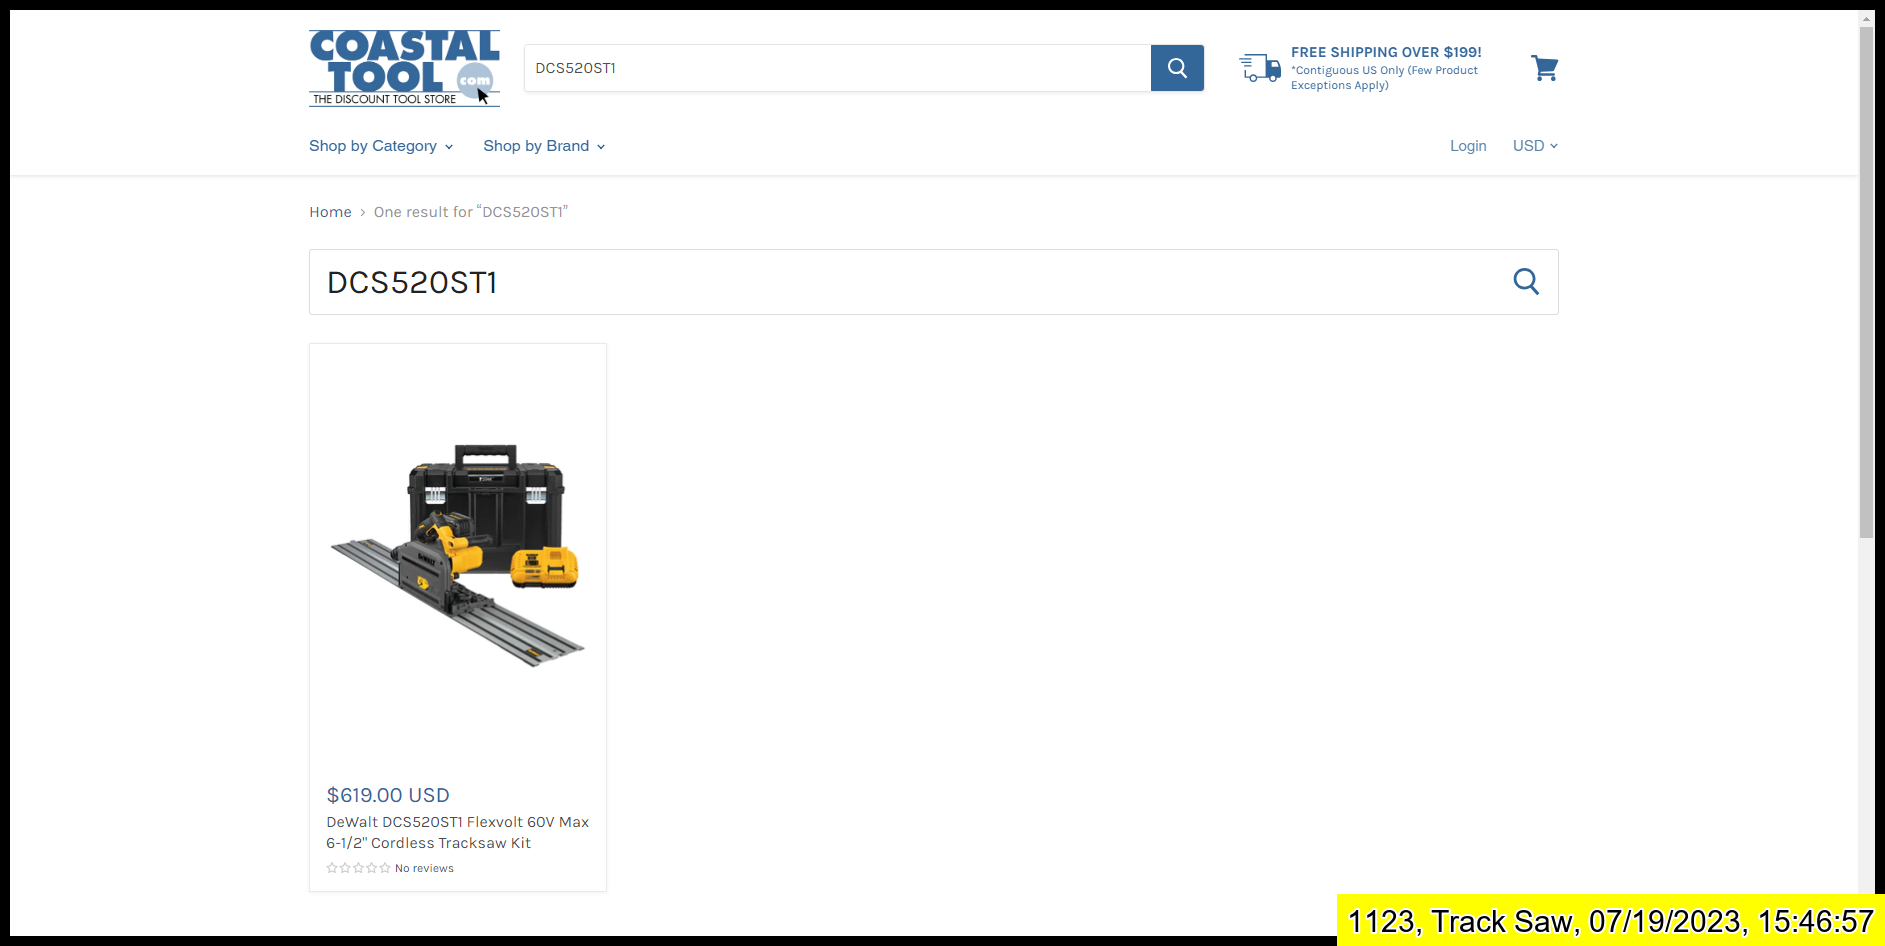 COASTAL
TOOL
com
THE DISCOUNT TOOL STORE
DCS520ST1
FREE SHIPPING OVER $199!
*Contiguous US Only (Few Product
Exceptions Apply)
Shop by Category
Shop by Brand
Login
USD
Home › One result for “DCS520ST1”
DCS520ST1
DEWALT
$619.00 USD
DeWalt DCS520ST1 Flexvolt 60V Max
6-1/2" Cordless Tracksaw Kit
No reviews
1123, Track Saw, 07/19/2023, 15:46:57